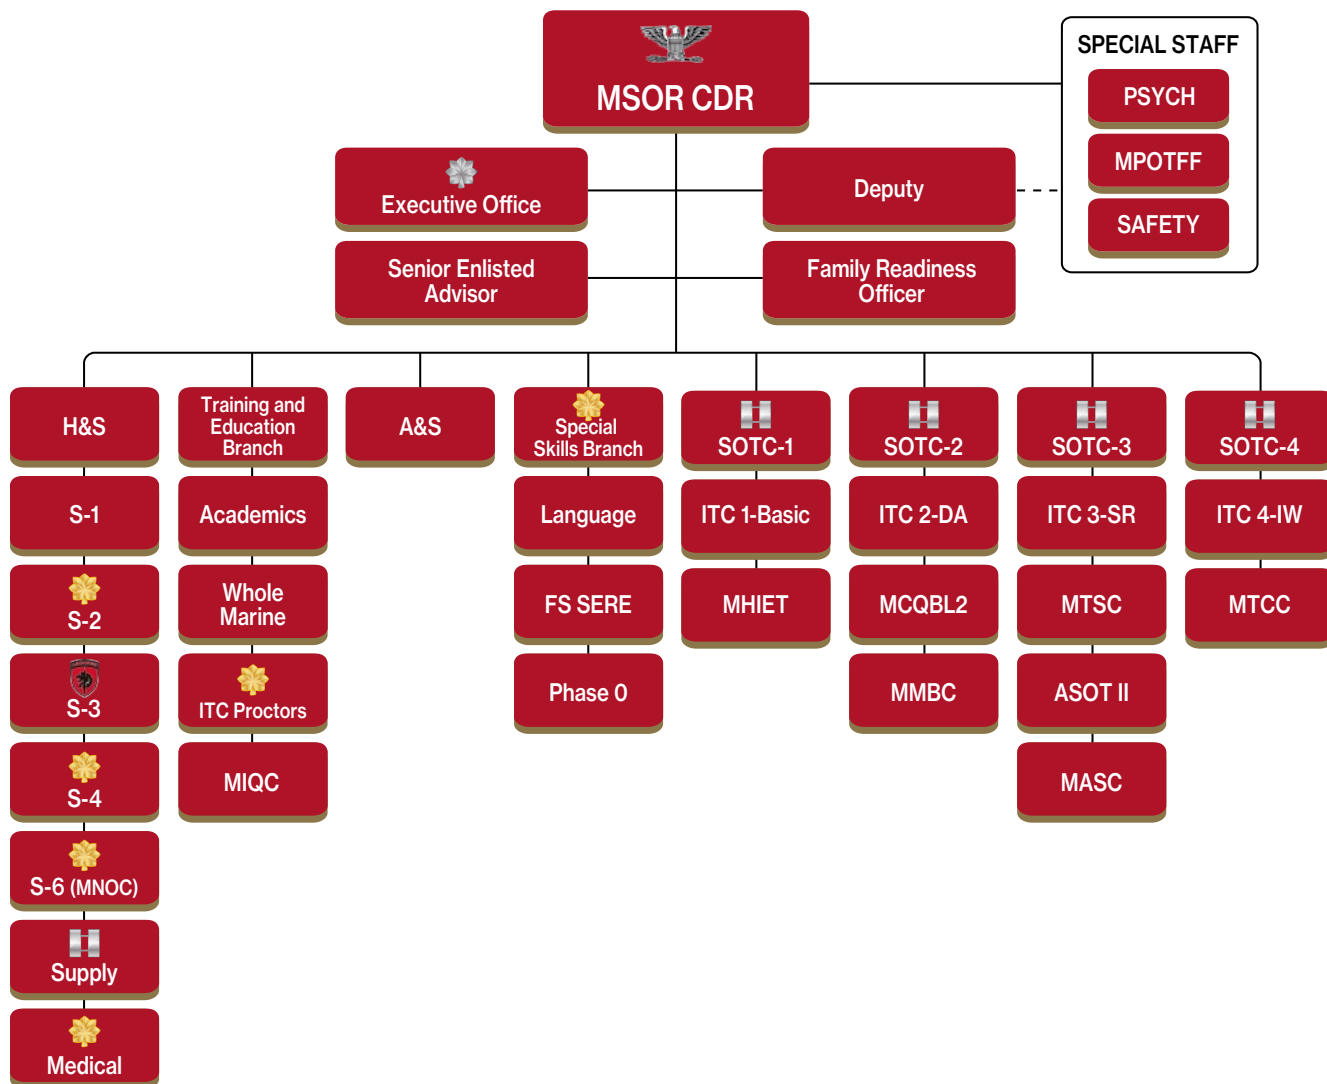 MSOR CDR
SPECIAL STAFF
PSYCH
MPOTFF
SAFETY
Executive Office
Deputy
Senior Enlisted
Advisor
Family Readiness
Officer
H&S
S-1
S-2
S-3
S-4
S-6 (MNOC)
Supply
Medical
Training and
Education
Branch
Academics
Whole
Marine
ITC Proctors
MIQC
A&S
Special
Skills Branch
Language
FS SERE
Phase 0
SOTC-1
ITC 1-Basic
MHIET
SOTC-2
ITC 2-DA
MCQBL2
MMBC
SOTC-3
ITC 3-SR
MTSC
ASOT II
MASC
SOTC-4
ITC 4-IW
MTCC